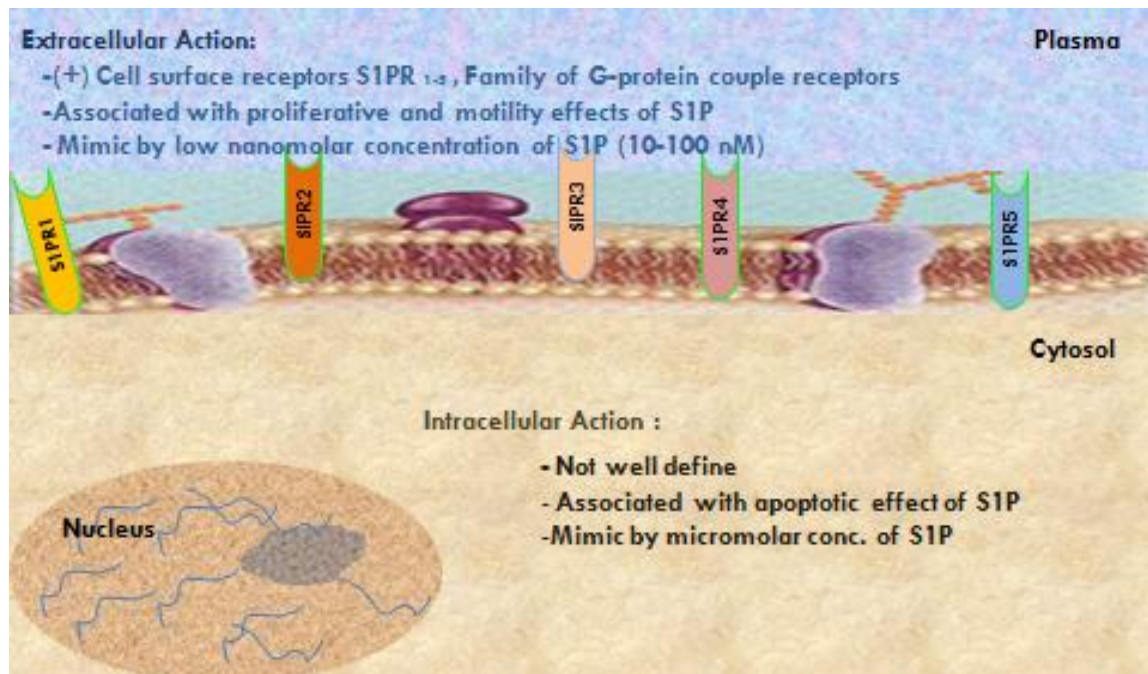 Extracellular Action:
Plasma
-(+) Cell surface receptors S1PR 1-5 , Family of G-protein couple receptors
-Associated with proliferative and motility effects of S1P
- Mimic by low nanomolar concentration of S1P (10-100 nM)
S1PR1
SIPR2
SIPR3
S1PR4
S1PR5
Cytosol
Intracellular Action :
- Not well define
- Associated with apoptotic effect of S1P
-Mimic by micromolar conc. of S1P
Nucleus